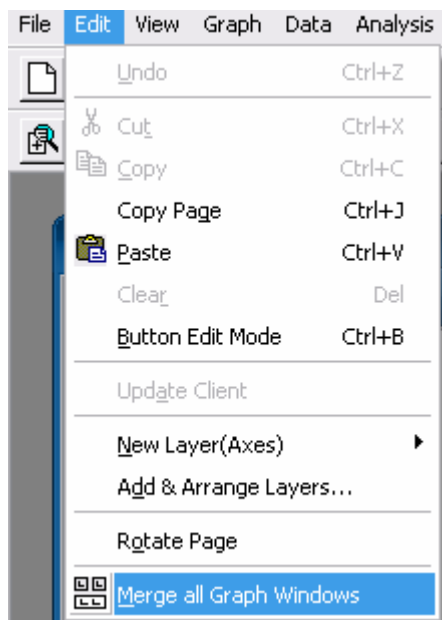 File Edit View Graph Data Analysis
Undo Ctrl+Z
Cut Ctrl+X
Copy Ctrl+C
Copy Page Ctrl+J
Paste Ctrl+V
Clear Del
Button Edit Mode Ctrl+B
Update Client
New Layer(Axes)
Add & Arrange Layers...
Rotate Page
Merge all Graph Windows